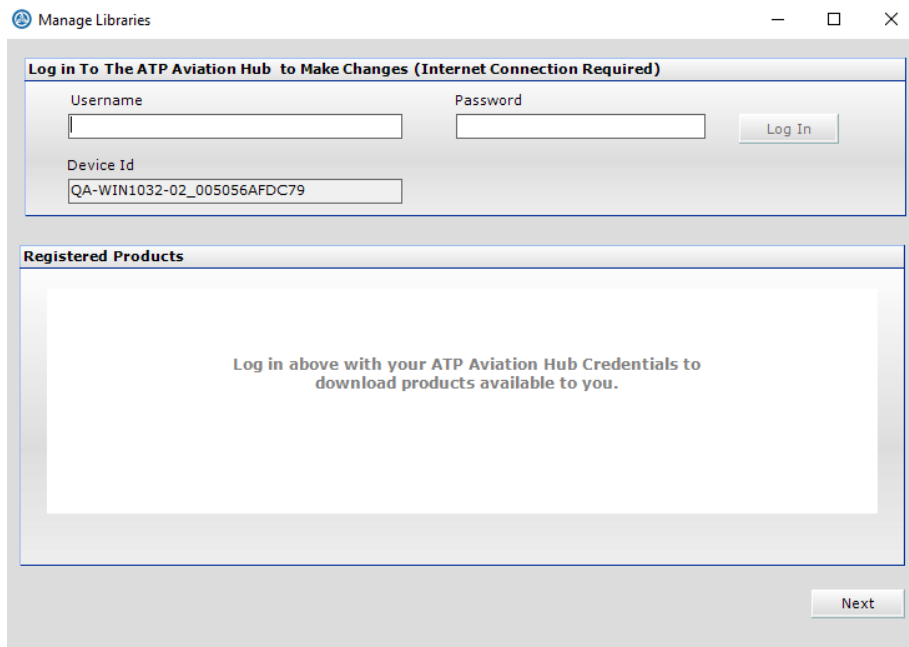 Manage Libraries
Log in To The ATP Aviation Hub  to Make Changes (Internet Connection Required)
Username
Password
Log In
Device Id
QA-WIN1032-02_005056AFDC79
Registered Products
Log in above with your ATP Aviation Hub Credentials to
download products available to you.
Next